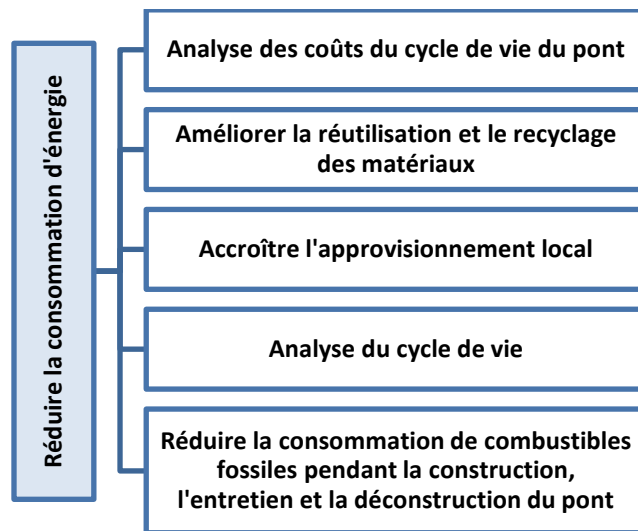 Réduire la consommation d'énergie
Analyse des coûts du cycle de vie du pont
Améliorer la réutilisation et le recyclage
des matériaux
Accroître l'approvisionnement local
Analyse du cycle de vie
Réduire la consommation de combustibles
fossiles pendant la construction,
l'entretien et la déconstruction du pont